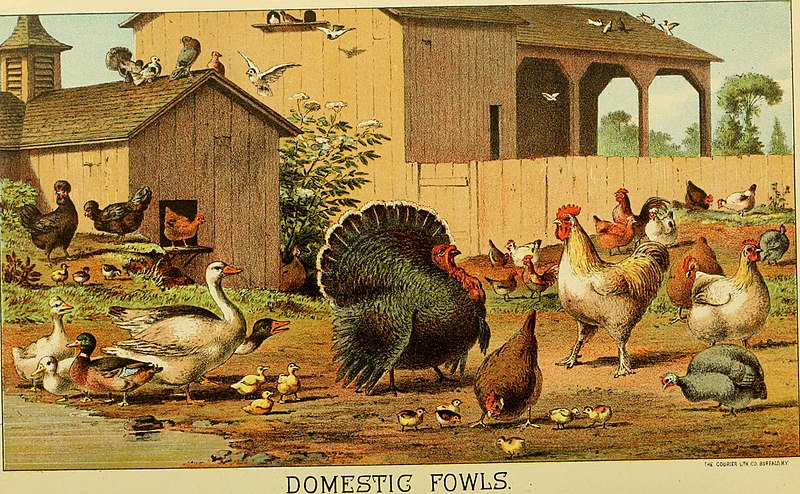 THE COURIER LITH. CO. BUFFALO, N.Y.
DOMESTIC FOWLS.